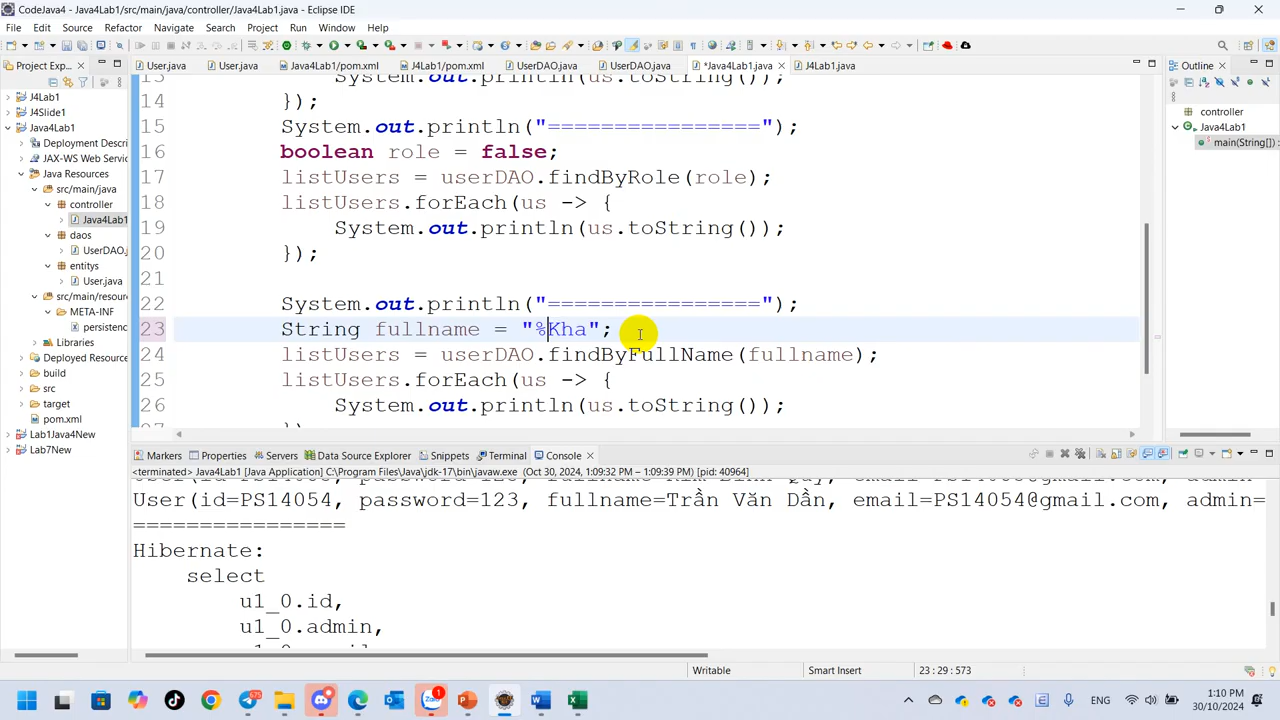 CodeJava4 - Java4Lab1/src/main/java/controller/Java4Lab1.java - Eclipse IDE
File Edit Source Refactor Navigate Search Project Run Window Help
Project Exp...
User.java User.java Java4Lab1/pom.xml J4Lab1/pom.xml UserDAO.java UserDAO.java *Java4Lab1.java J4Lab1.java
Outline
J4Lab1
J4Slide1
Java4Lab1
Deployment Descri
JAX-WS Web Servic
Java Resources
src/main/java
controller
Java4Lab1
daos
UserDAO.j
entitys
User.java
src/main/resour
META-INF
persistenc
Libraries
Deployed Resource
build
src
target
pom.xml
Lab1Java4New
Lab7New
13 System.out.println(us.toString());
14 });
15 System.out.println("================");
16 boolean role = false;
17 listUsers = userDAO.findByRole(role);
18 listUsers.forEach(us -> {
19 System.out.println(us.toString());
20 });
21
22 System.out.println("================");
23 String fullname = "%Kha";
24 listUsers = userDAO.findByFullName(fullname);
25 listUsers.forEach(us -> {
26 System.out.println(us.toString());
controller
Java4Lab1
main(String[]) :
Markers Properties Servers Data Source Explorer Snippets Terminal Console
<terminated> Java4Lab1 [Java Application] C:\Program Files\Java\jdk-17\bin\javaw.exe (Oct 30, 2024, 1:09:32 PM – 1:09:39 PM) [pid: 40964]
User(id=PS14054, password=123, fullname=Trần Văn Dần, email=PS14054@gmail.com, admin=
================
Hibernate:
select
u1_0.id,
u1_0.admin,
Writable Smart Insert 23 : 29 : 573
ENG 1:10 PM
30/10/2024